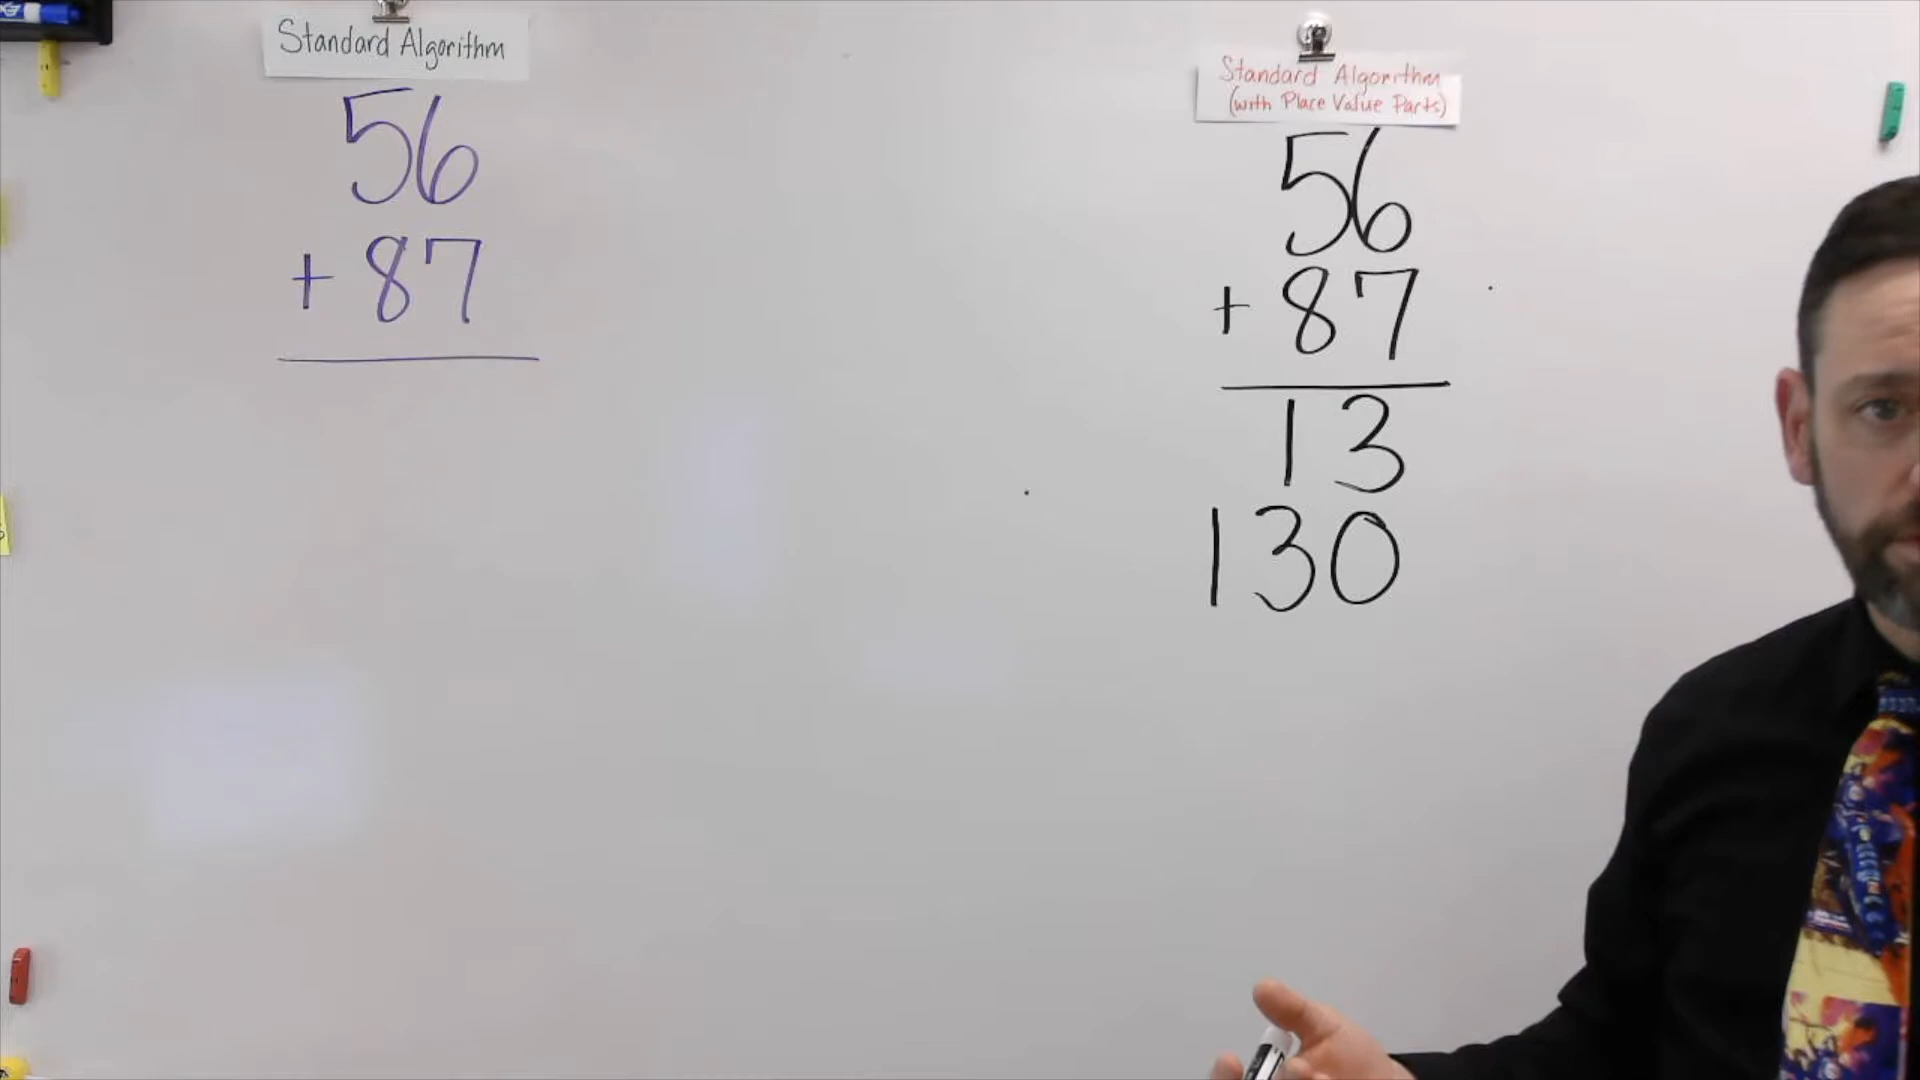 Standard Algorithm
56
+ 87
Standard Algorithm
(with Place Value Parts)
56
+ 87
13
130